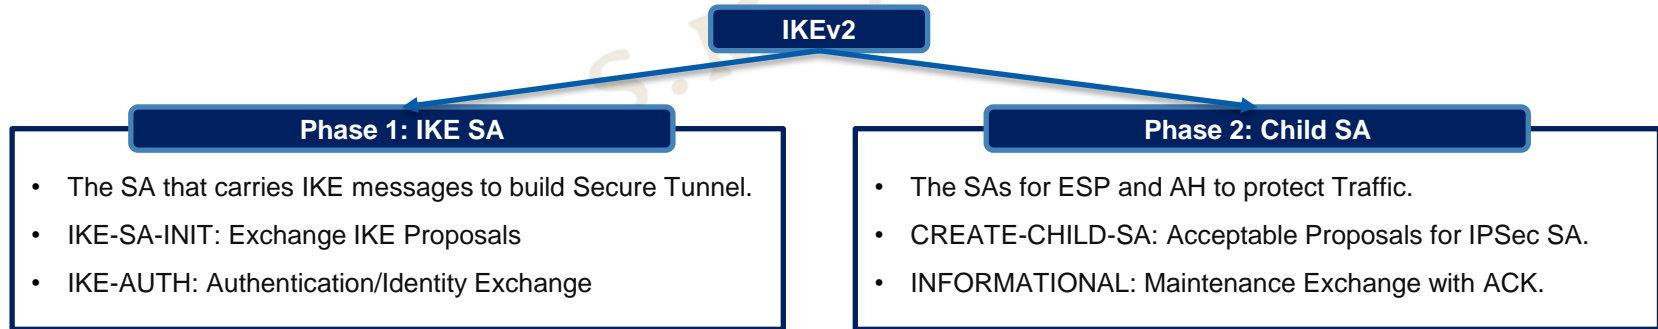 IKEv2
Phase 1: IKE SA
• The SA that carries IKE messages to build Secure Tunnel.
• IKE-SA-INIT: Exchange IKE Proposals
• IKE-AUTH: Authentication/Identity Exchange
Phase 2: Child SA
• The SAs for ESP and AH to protect Traffic.
• CREATE-CHILD-SA: Acceptable Proposals for IPSec SA.
• INFORMATIONAL: Maintenance Exchange with ACK.